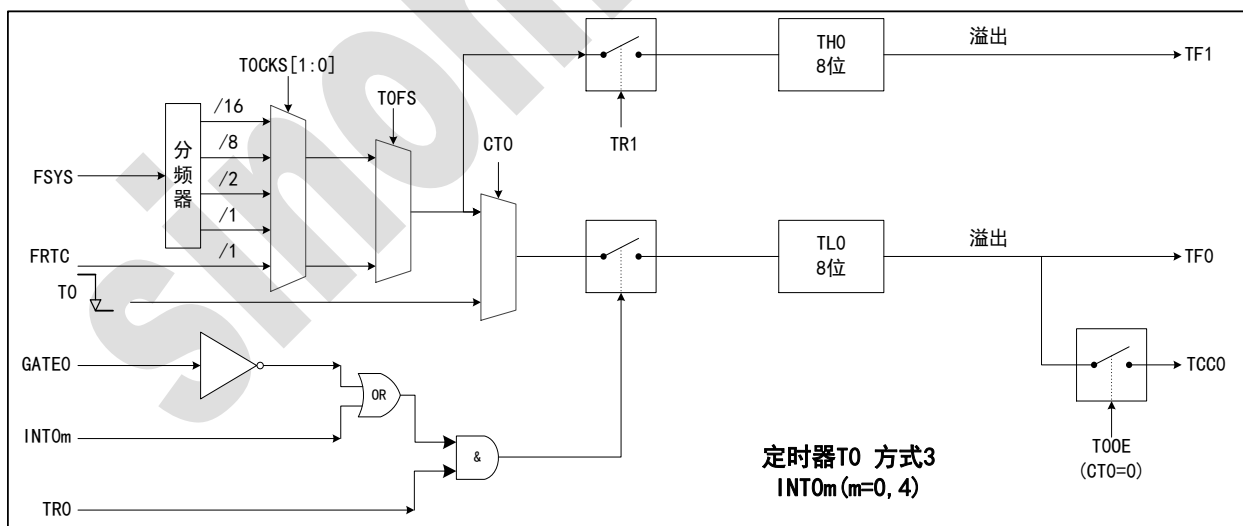 T0CKS[1:0]
T0FS
CT0
FSYS
分频器
/16
/8
/2
/1
FRTC
/1
T0
TR1
TH0
8位
溢出
TF1
TL0
8位
溢出
TF0
GATE0
INT0m
OR
&
TR0
TCC0
T0OE
(CT0=0)
定时器T0 方式3
INT0m(m=0,4)